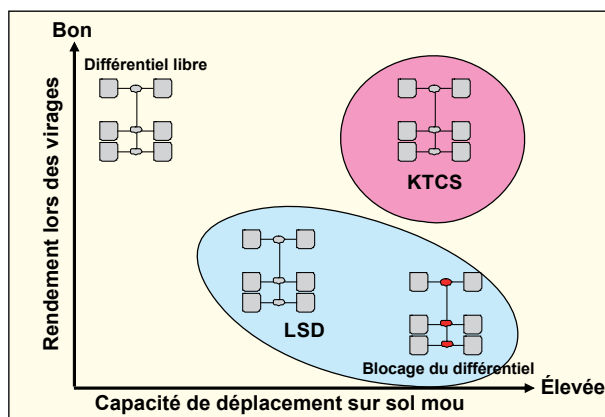 Bon
Différentiel libre
Rendement lors des virages
KTCS
LSD
Blocage du différentiel
Élevée
Capacité de déplacement sur sol mou